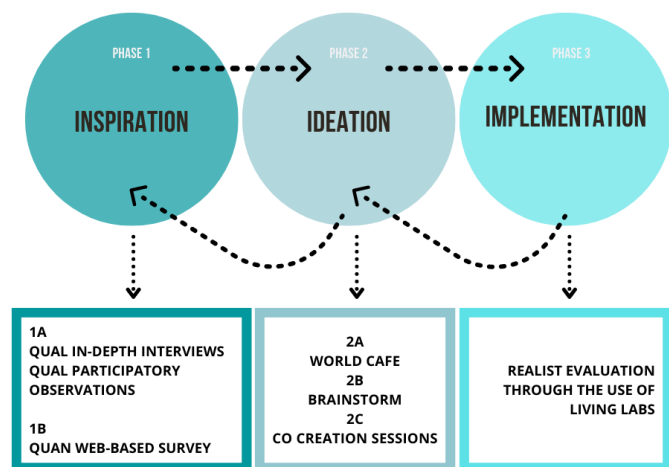 PHASE 1
PHASE 2
PHASE 3
INSPIRATION
IDEATION
IMPLEMENTATION
1A
QUAL IN-DEPTH INTERVIEWS
QUAL PARTICIPATORY
OBSERVATIONS
1B
QUAN WEB-BASED SURVEY
2A
WORLD CAFE
2B
BRAINSTORM
2C
CO CREATION SESSIONS
REALIST EVALUATION
THROUGH THE USE OF
LIVING LABS